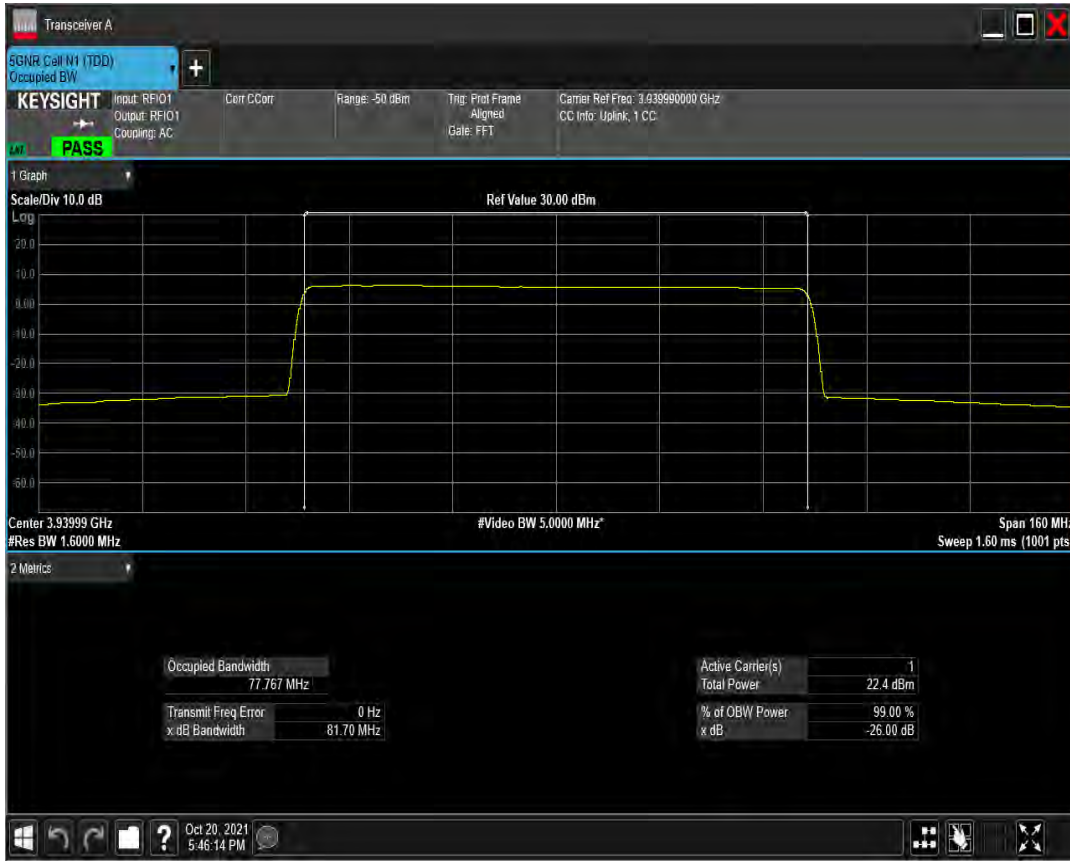 Transceiver A
5GNR Cell N1 (TDD)
Occupied BW
+
KEYSIGHT
Input: RFIO1
Output: RFIO1
Coupling: AC
Corr CCorr
Range: -50 dBm
Trig: Prot Frame
Aligned
Gate: FFT
Carrier Ref Freq: 3.939990000 GHz
CC Info: Uplink, 1 CC
PASS
1 Graph
Scale/Div 10.0 dB
Ref Value 30.00 dBm
Log
20.0
10.0
0.00
-10.0
-20.0
-30.0
-40.0
-50.0
-60.0
Center 3.93999 GHz
#Video BW 5.0000 MHz*
Span 160 MHz
#Res BW 1.6000 MHz
Sweep 1.60 ms (1001 pts
2 Metrics
Occupied Bandwidth
77.767 MHz
Transmit Freq Error 0 Hz
x dB Bandwidth 81.70 MHz
Active Carrier(s) 1
Total Power 22.4 dBm
% of OBW Power 99.00 %
x dB -26.00 dB
?
Oct 20, 2021
5:46:14 PM